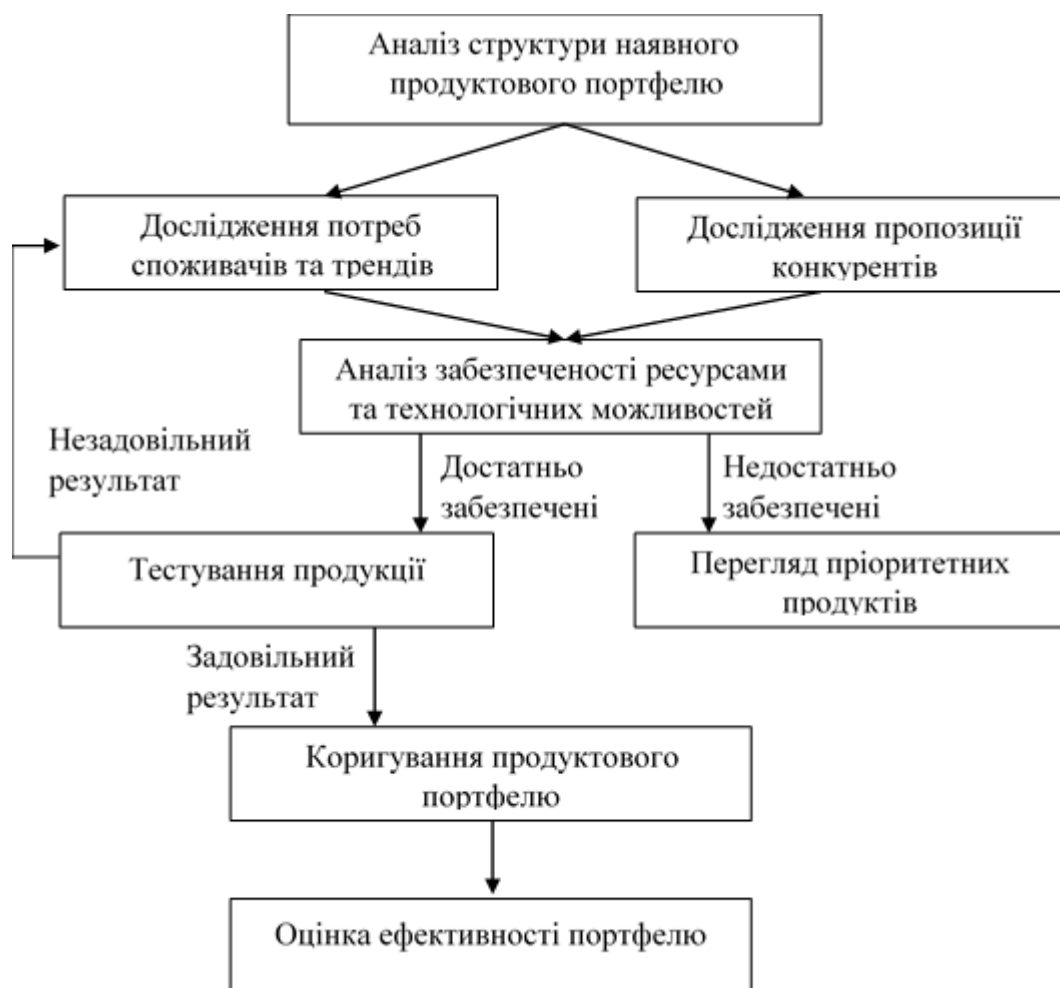 Аналіз структури наявного
продуктового портфелю
Дослідження потреб
споживачів та трендів
Дослідження пропозиції
конкурентів
Аналіз забезпеченості ресурсами
та технологічних можливостей
Незадовільний
результат
Достатньо
забезпечені
Недостатньо
забезпечені
Тестування продукції
Перегляд пріоритетних
продуктів
Задовільний
результат
Коригування продуктового
портфелю
Оцінка ефективності портфелю